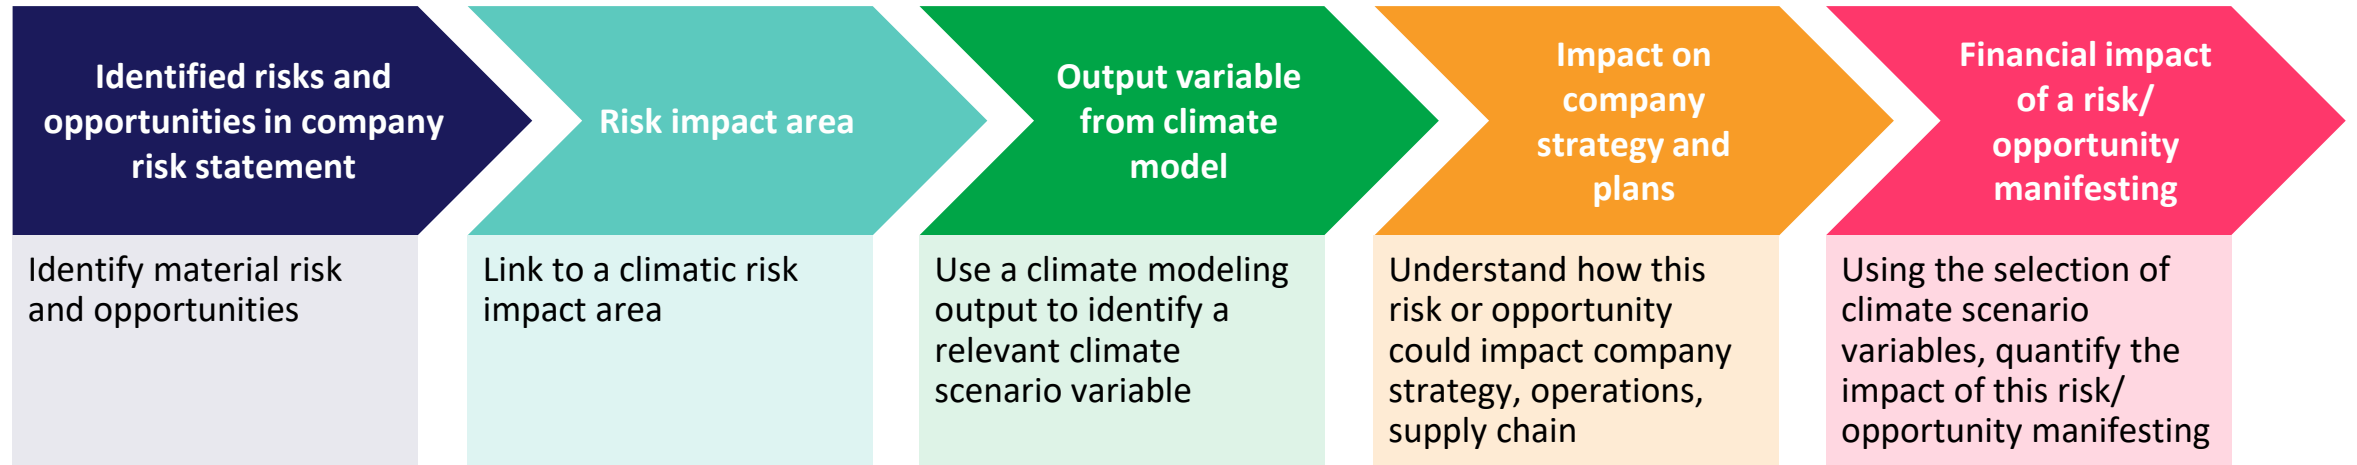 Identified risks and
opportunities in company
risk statement
Identify material risk
and opportunities
Risk impact area
Link to a climatic risk
impact area
Output variable
from climate
model
Use a climate modeling
output to identify a
relevant climate
scenario variable
Impact on
company
strategy and
plans
Understand how this
risk or opportunity
could impact company
strategy, operations,
supply chain
Financial impact
of a risk/
opportunity
manifesting
Using the selection of
climate scenario
variables, quantify the
impact of this risk/
opportunity manifesting